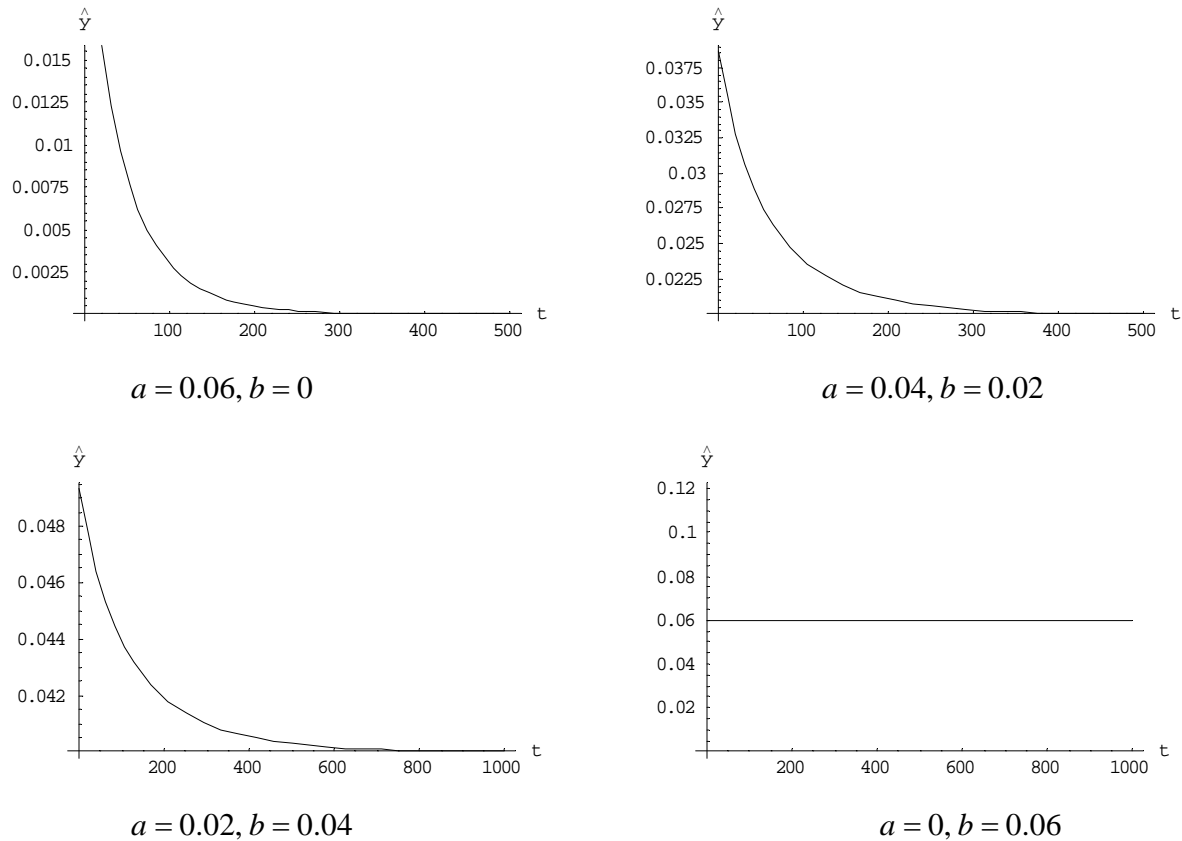 ŷ
0.015
0.0125
0.01
0.0075
0.005
0.0025
100 200 300 400 500 t
a = 0.06, b = 0
ŷ
0.0375
0.035
0.0325
0.03
0.0275
0.025
0.0225
100 200 300 400 500 t
a = 0.04, b = 0.02
ŷ
0.048
0.046
0.044
0.042
200 400 600 800 1000 t
a = 0.02, b = 0.04
ŷ
0.12
0.1
0.08
0.06
0.04
0.02
200 400 600 800 1000 t
a = 0, b = 0.06